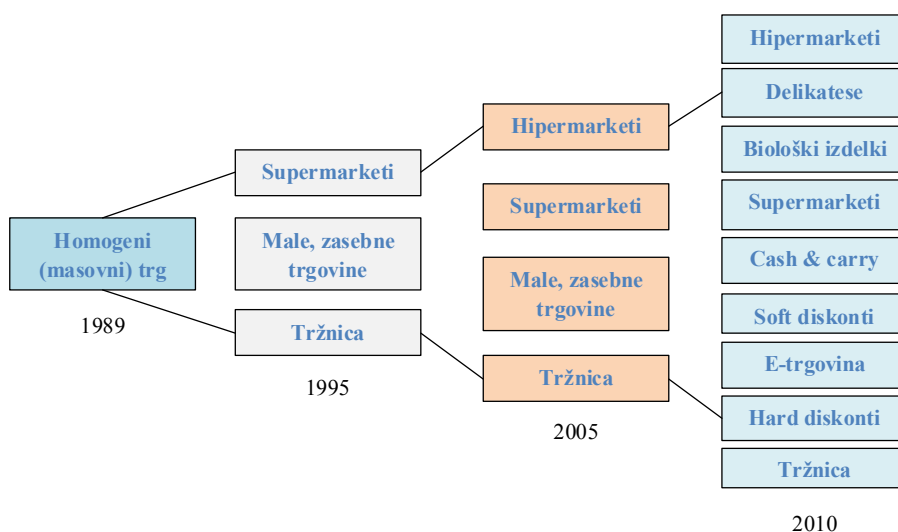 Homogeni
(masovni) trg
1989
Supermarketi
Male, zasebne
trgovine
Tržnica
1995
Hipermarketi
Supermarketi
Male, zasebne
trgovine
Tržnica
2005
Hipermarketi
Delikatese
Biološki izdelki
Supermarketi
Cash & carry
Soft diskonti
E-trgovina
Hard diskonti
Tržnica
2010